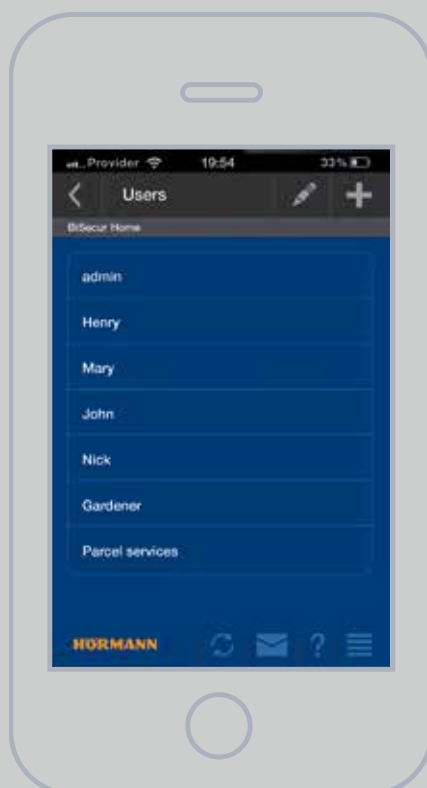 Provider 19:54 33%
Users
BiSecur Home
admin
Henry
Mary
John
Nick
Gardener
Parcel services
HÖRMANN ?